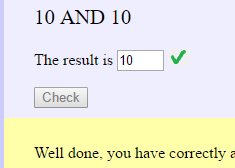 10 AND 10
The result is 10
Check
Well done, you have correctly a